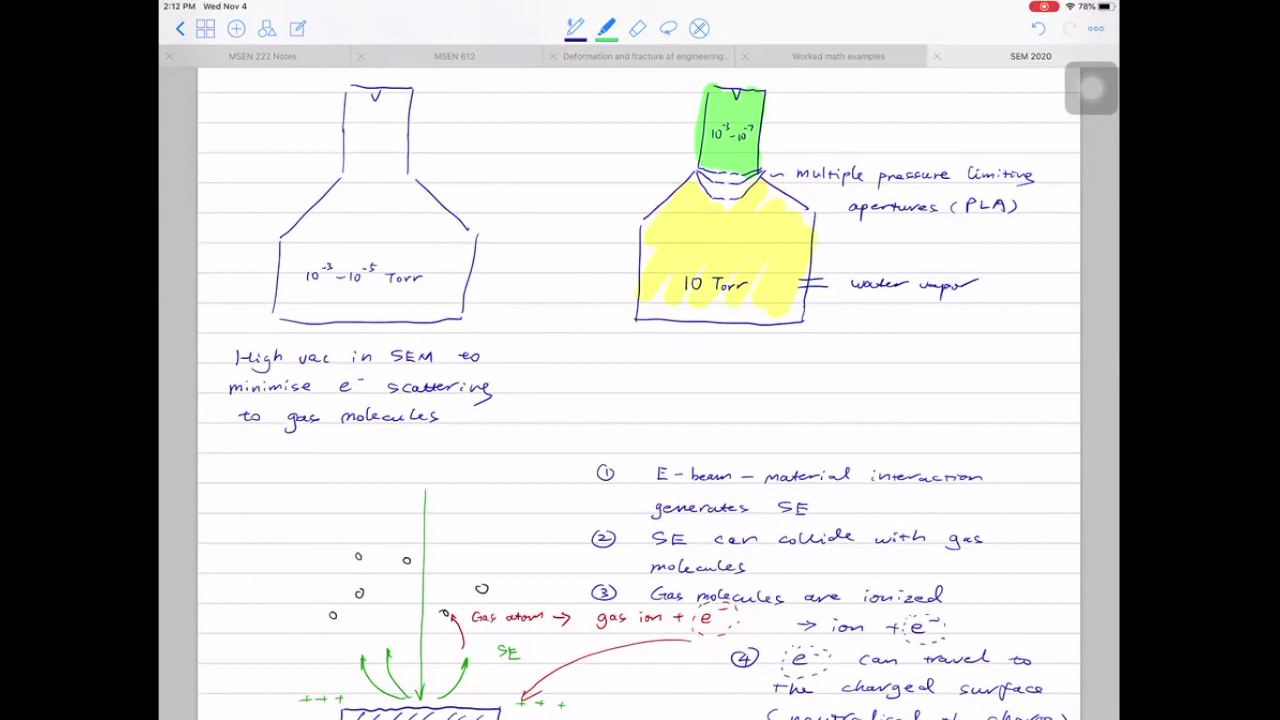 2:12 PM Wed Nov 4
78%
MSEN 222 Notes
MSEN 612
Deformation and fracture of engineering...
Worked math examples
SEM 2020
10⁻³-10⁻⁷
multiple pressure limiting
apertures (PLA)
10⁻³-10⁻⁵ Torr
10 Torr
water vapor
High vac in SEM to
minimise e⁻ scattering
to gas molecules
① E-beam - material interaction
generates SE
② SE can collide with gas
molecules
③ Gas molecules are ionized
→ ion + e⁻
Gas atom → gas ion + e⁻
SE
④ e⁻ can travel to
the charged surface
+++
+++